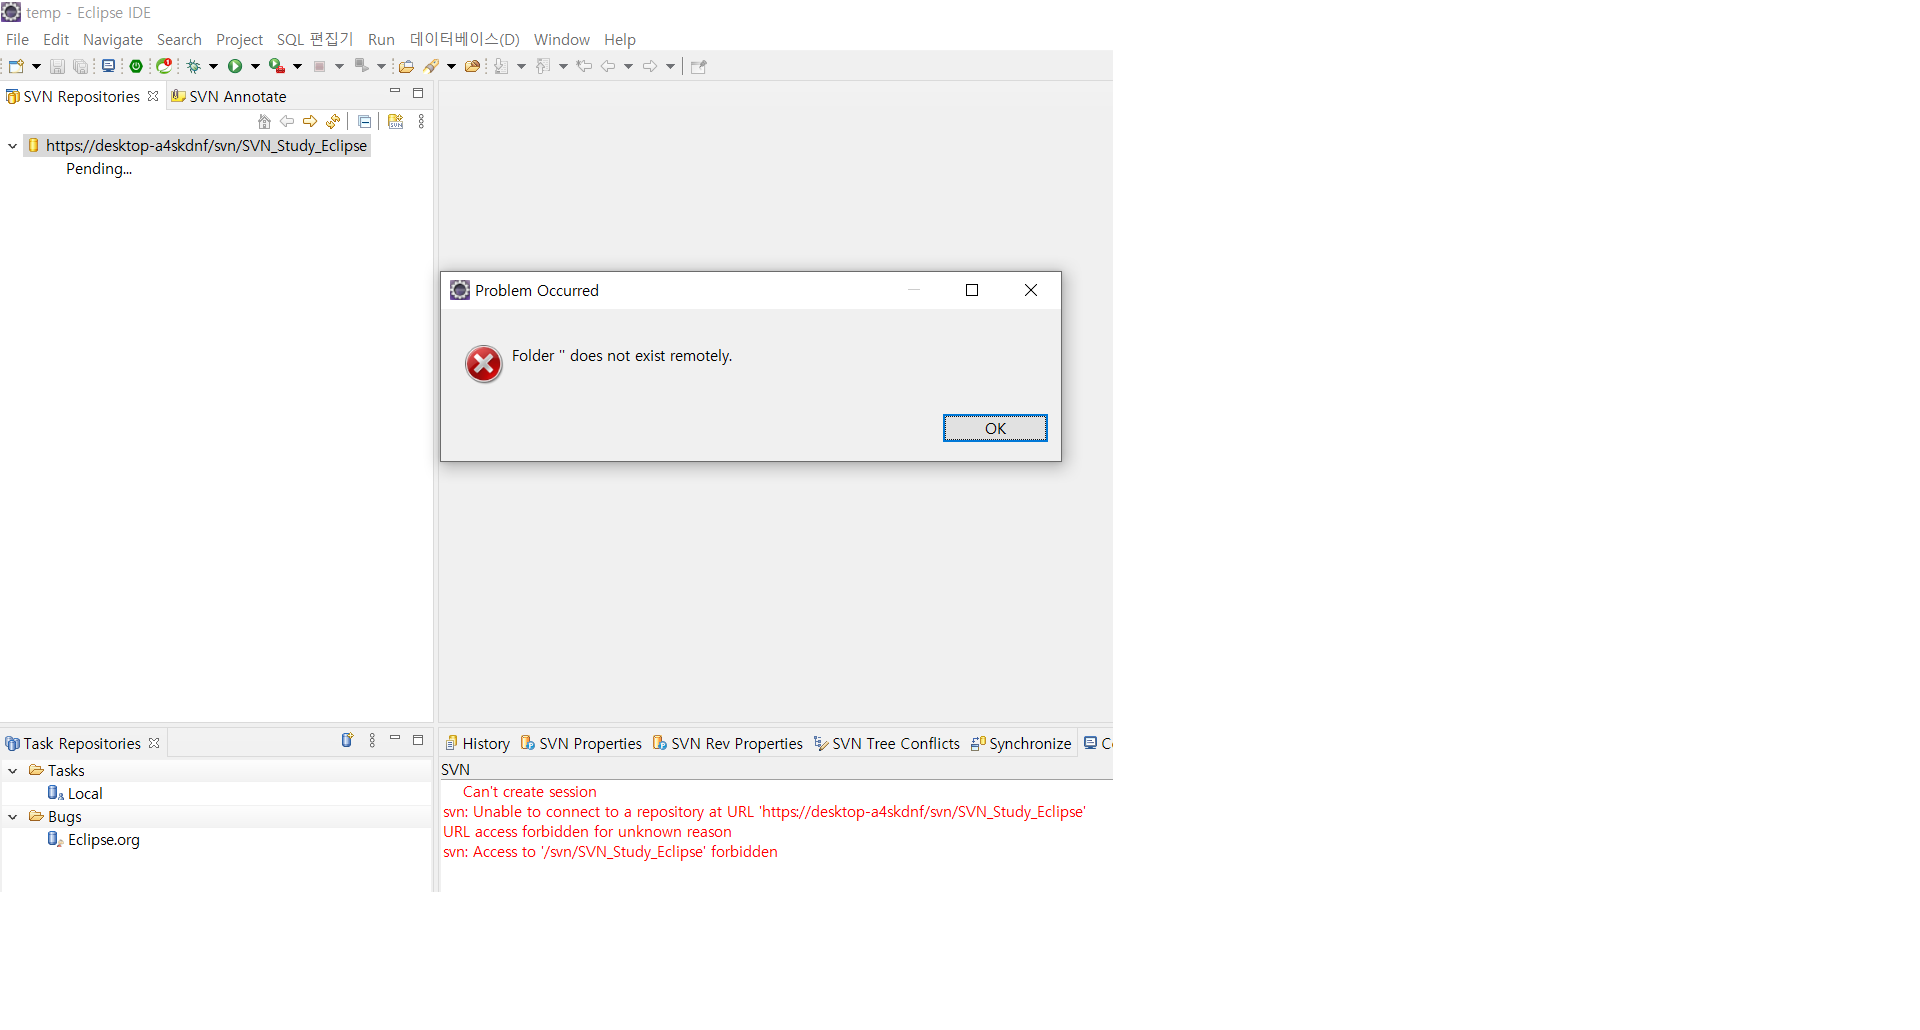 temp - Eclipse IDE
File Edit Navigate Search Project SQL 편집기 Run 데이터베이스(D) Window Help
SVN Repositories SVN Annotate
https://desktop-a4skdnf/svn/SVN_Study_Eclipse
Pending...
Problem Occurred
Folder '' does not exist remotely.
OK
Task Repositories
Tasks
Local
Bugs
Eclipse.org
History SVN Properties SVN Rev Properties SVN Tree Conflicts Synchronize
SVN
Can't create session
svn: Unable to connect to a repository at URL 'https://desktop-a4skdnf/svn/SVN_Study_Eclipse'
URL access forbidden for unknown reason
svn: Access to '/svn/SVN_Study_Eclipse' forbidden